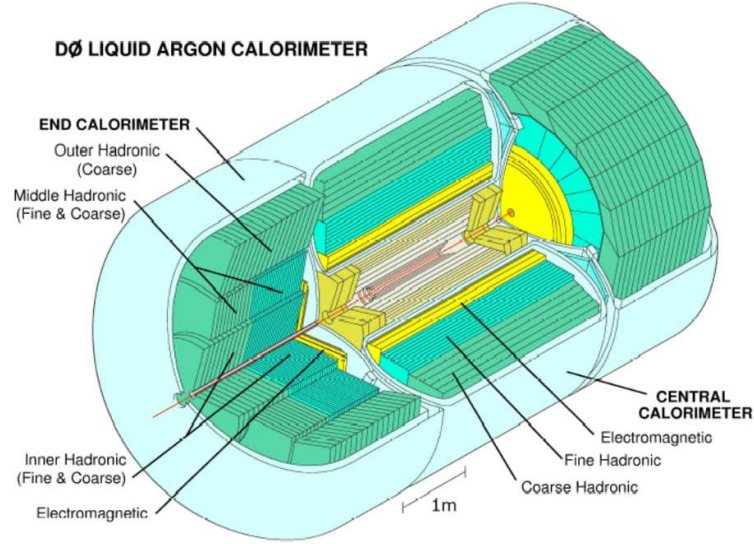 DØ LIQUID ARGON CALORIMETER
END CALORIMETER
Outer Hadronic
(Coarse)
Middle Hadronic
(Fine & Coarse)
Inner Hadronic
(Fine & Coarse)
Electromagnetic
1m
CENTRAL
CALORIMETER
Electromagnetic
Fine Hadronic
Coarse Hadronic